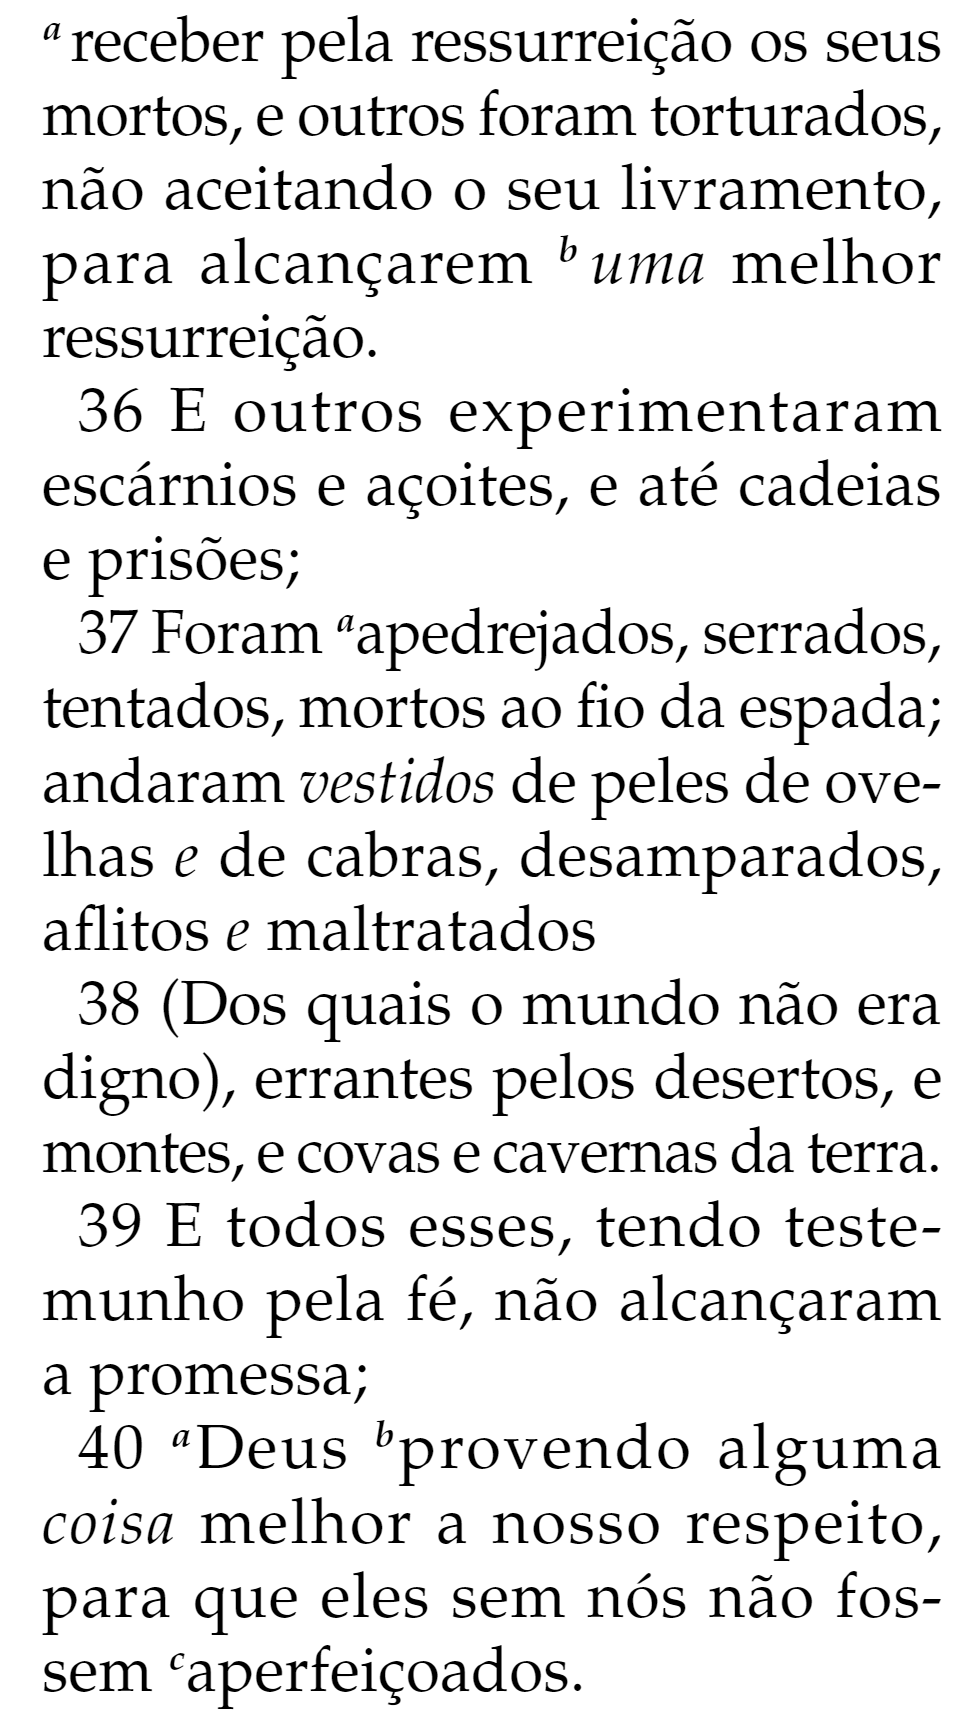 a receber pela ressurreição os seus
mortos, e outros foram torturados,
não aceitando o seu livramento,
para alcançarem b uma melhor
ressurreição.
36 E outros experimentaram
escárnios e açoites, e até cadeias
e prisões;
37 Foram aapedrejados, serrados,
tentados, mortos ao fio da espada;
andaram vestidos de peles de ove-
lhas e de cabras, desamparados,
aflitos e maltratados
38 (Dos quais o mundo não era
digno), errantes pelos desertos, e
montes, e covas e cavernas da terra.
39 E todos esses, tendo teste-
munho pela fé, não alcançaram
a promessa;
40 aDeus bprovendo alguma
coisa melhor a nosso respeito,
para que eles sem nós não fos-
sem caperfeiçoados.